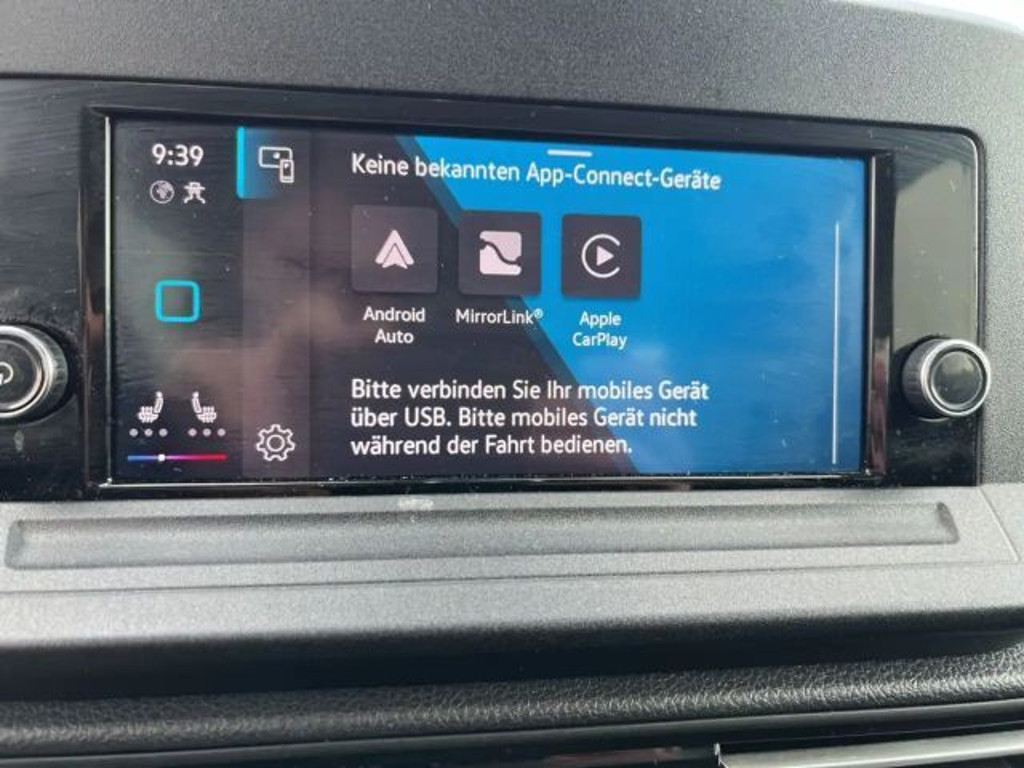 9:39
Keine bekannten App-Connect-Geräte
Android
Auto
MirrorLink®
Apple
CarPlay
Bitte verbinden Sie Ihr mobiles Gerät
über USB. Bitte mobiles Gerät nicht
während der Fahrt bedienen.